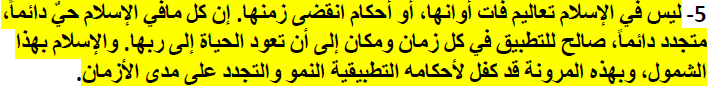 5- ليس في الإسلام تعاليم فات أوانها، أو أحكام انقضى زمنها. إن كل مافي الإسلام حيٌ دائماً،
متجدد دائماً، صالح للتطبيق في كل زمان ومكان إلى أن تعود الحياة إلى ربها. والإسلام بهذا
الشمول، وبهذه المرونة قد كفل لأحكامه التطبيقية النمو والتجدد على مدى الأزمان.